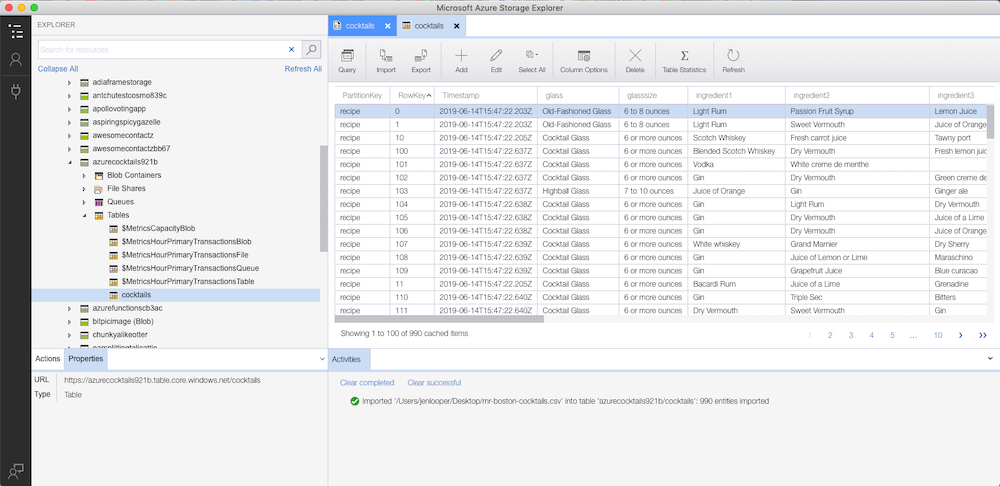 Microsoft Azure Storage Explorer
EXPLORER
Search for resources
Collapse All Refresh All
adiaframestorage
antchutestcosmo839c
apollovotingapp
aspiringspicygazelle
awesomecontactz
awesomecontactzbb67
azurecocktails921b
Blob Containers
File Shares
Queues
Tables
$MetricsCapacityBlob
$MetricsHourPrimaryTransactionsBlob
$MetricsHourPrimaryTransactionsFile
$MetricsHourPrimaryTransactionsQueue
$MetricsHourPrimaryTransactionsTable
cocktails
azurefunctionscb3ac
bitpicimage (Blob)
chunkyalikeotter
Actions Properties
URL https://azurecocktails921b.table.core.windows.net/cocktails
Type Table
cocktails cocktails
Query Import Export Add Edit Select All Column Options Delete Table Statistics Refresh
PartitionKey RowKey Timestamp glass glasssize ingredient1 ingredient2 ingredient3
recipe 0 2019-06-14T15:47:22.203Z Old-Fashioned Glass 6 to 8 ounces Light Rum Passion Fruit Syrup Lemon Juice
recipe 1 2019-06-14T15:47:22.203Z Old-Fashioned Glass 6 to 8 ounces Light Rum Sweet Vermouth Juice of Orange
recipe 10 2019-06-14T15:47:22.205Z Cocktail Glass 6 or more ounces Scotch Whiskey Fresh carrot juice Tawny port
recipe 100 2019-06-14T15:47:22.637Z Cocktail Glass 6 or more ounces Blended Scotch Whiskey Dry Vermouth Fresh lemon juic
recipe 101 2019-06-14T15:47:22.637Z Cocktail Glass 6 or more ounces Vodka White creme de menthe
recipe 102 2019-06-14T15:47:22.637Z Cocktail Glass 6 or more ounces Gin Dry Vermouth Green creme de
recipe 103 2019-06-14T15:47:22.637Z Highball Glass 7 to 10 ounces Juice of Orange Gin Ginger ale
recipe 104 2019-06-14T15:47:22.638Z Cocktail Glass 6 or more ounces Gin Light Rum Dry Vermouth
recipe 105 2019-06-14T15:47:22.638Z Cocktail Glass 6 or more ounces Gin Dry Vermouth Juice of a Lime
recipe 106 2019-06-14T15:47:22.638Z Cocktail Glass 6 or more ounces Gin Dry Vermouth Orange Juice
recipe 107 2019-06-14T15:47:22.639Z Cocktail Glass 6 or more ounces White whiskey Grand Marnier Dry Sherry
recipe 108 2019-06-14T15:47:22.639Z Cocktail Glass 6 or more ounces Gin Juice of Lemon or Lime Maraschino
recipe 109 2019-06-14T15:47:22.639Z Cocktail Glass 6 or more ounces Gin Grapefruit Juice Blue curacao
recipe 11 2019-06-14T15:47:22.205Z Cocktail Glass 6 or more ounces Bacardi Rum Juice of a Lime Grenadine
recipe 110 2019-06-14T15:47:22.640Z Cocktail Glass 6 or more ounces Gin Triple Sec Bitters
recipe 111 2019-06-14T15:47:22.640Z Cocktail Glass 6 or more ounces Dry Vermouth Sweet Vermouth Gin
Showing 1 to 100 of 990 cached items 1 2 3 4 5 ... 10
Activities
Clear completed Clear successful
Imported '/Users/jenlooper/Desktop/mr-boston-cocktails.csv' into table 'azurecocktails921b/cocktails': 990 entities imported